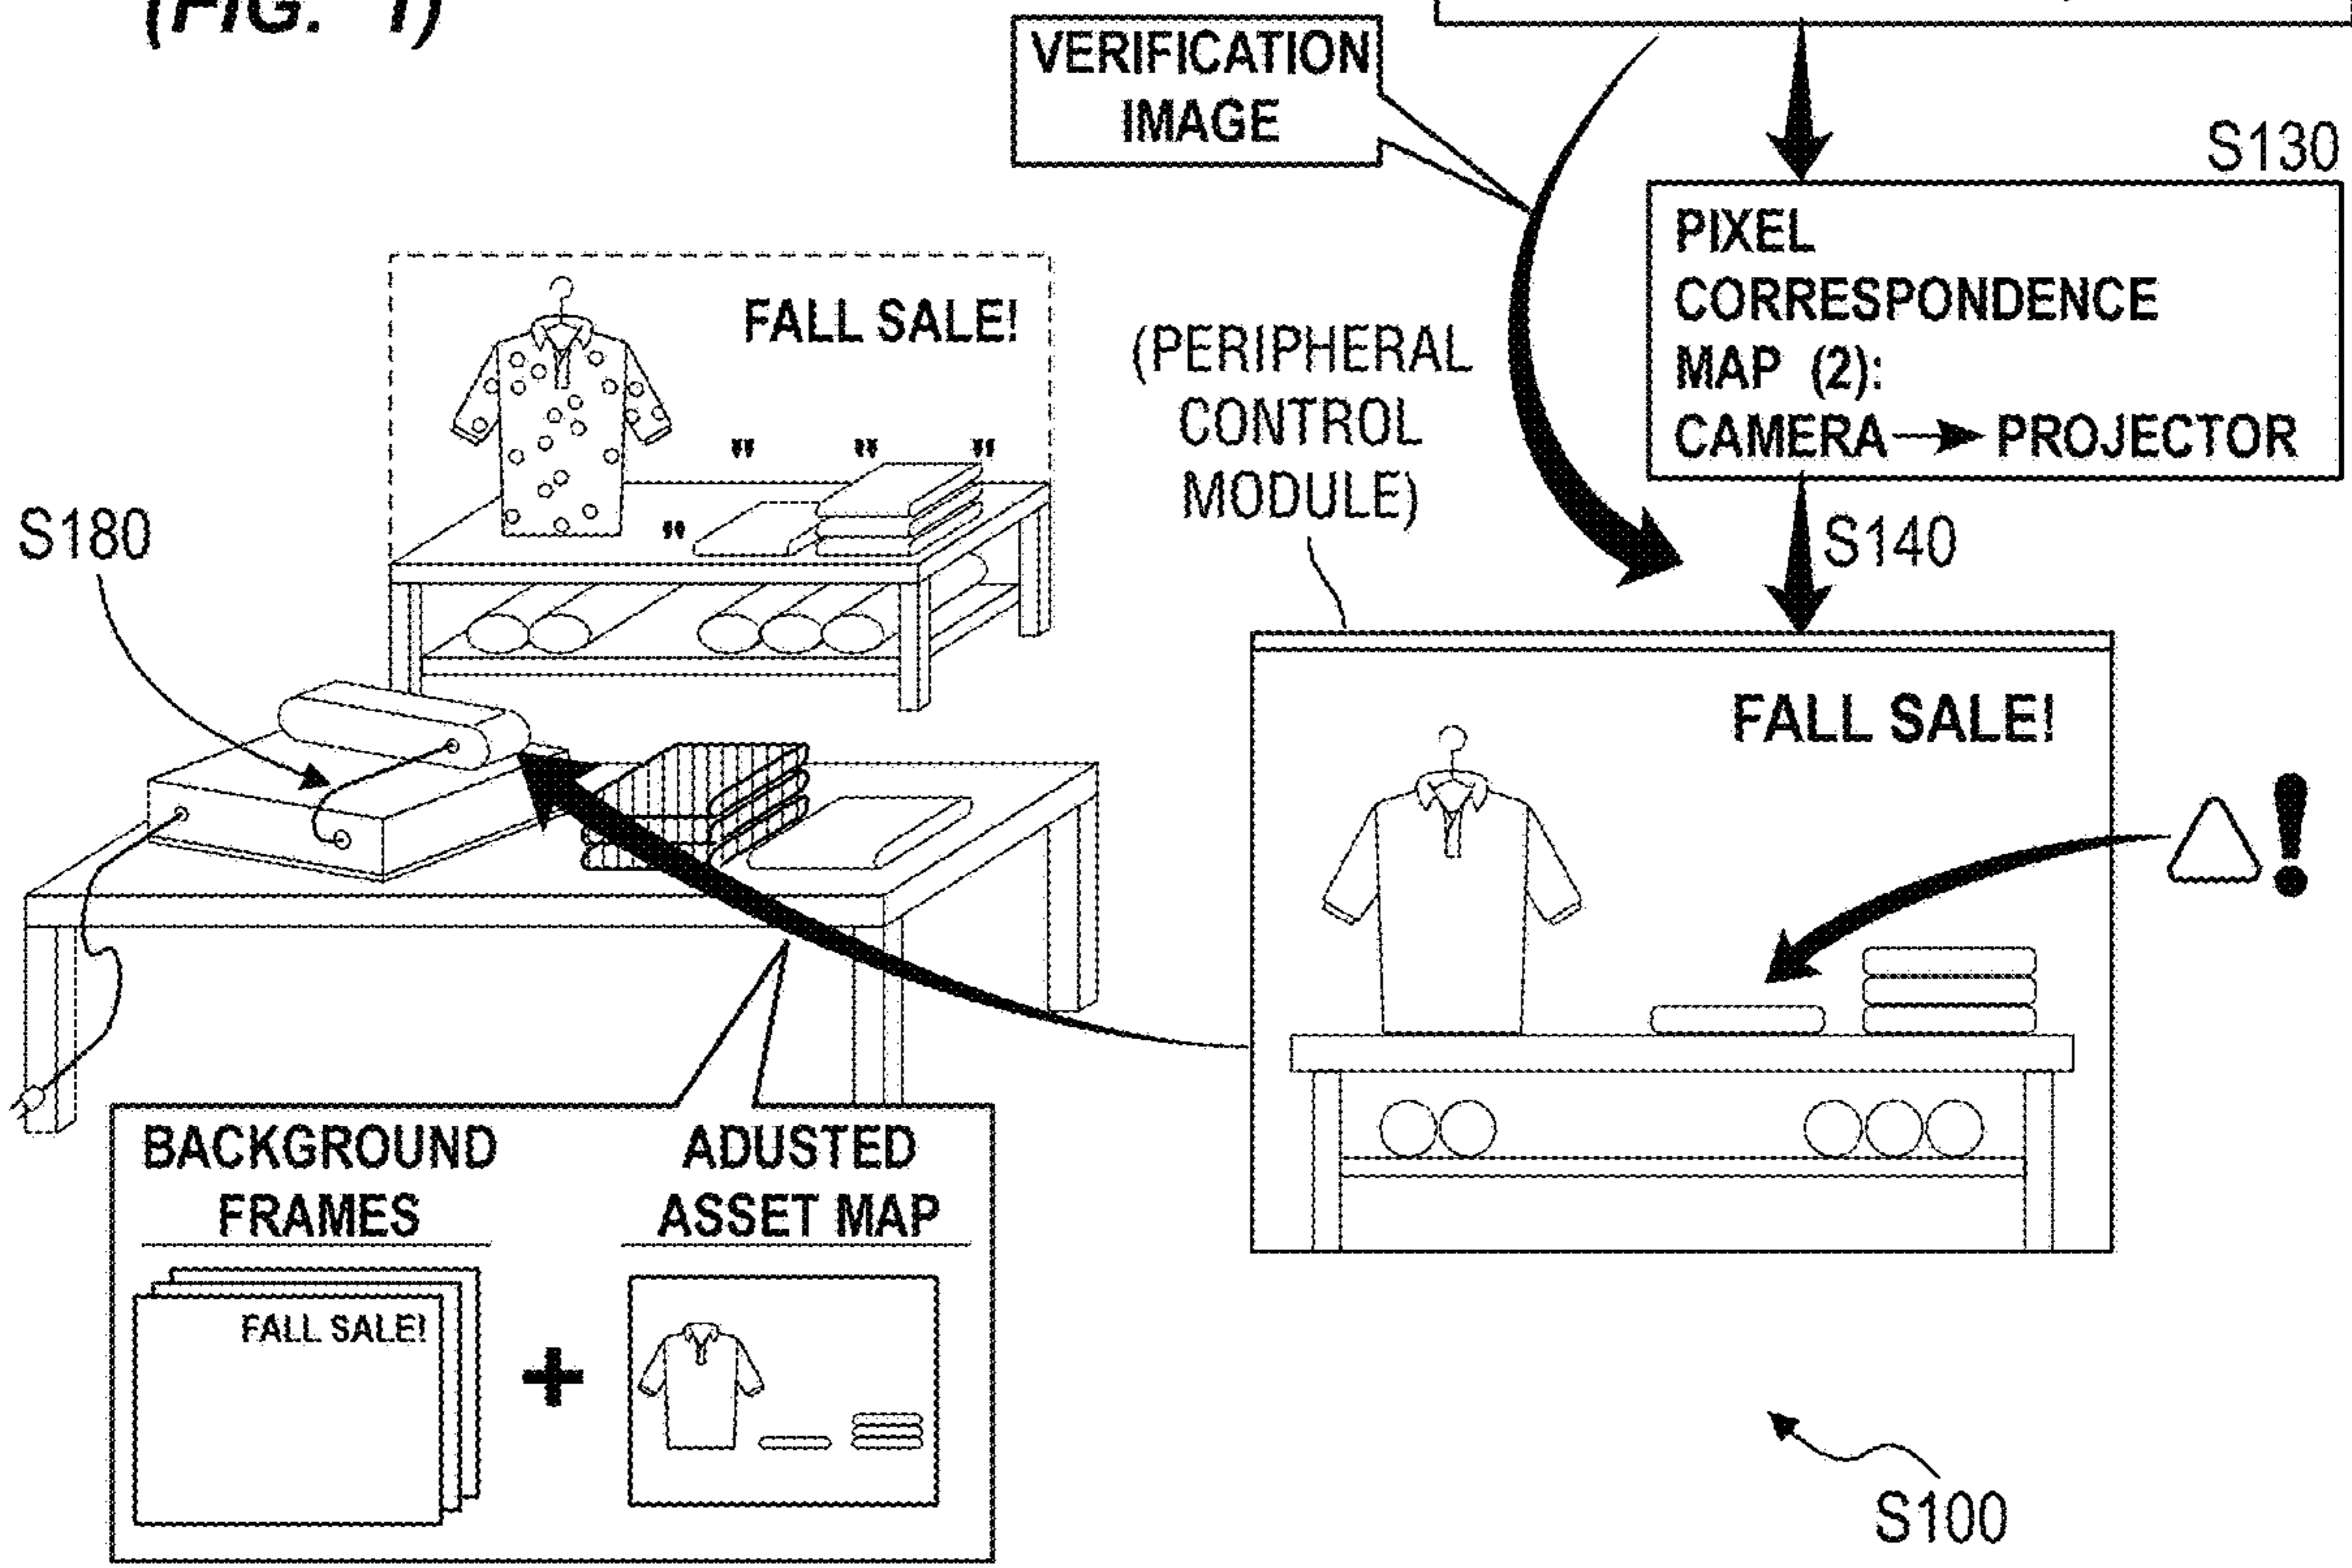 (FIG. 1)
VERIFICATION
IMAGE
S130
PIXEL
CORRESPONDENCE
MAP (2):
CAMERA → PROJECTOR
FALL SALE!
(PERIPHERAL
CONTROL
MODULE)
" " "
"
S180
S140
FALL SALE!
!
BACKGROUND
FRAMES
ADUSTED
ASSET MAP
FALL SALE!
+
S100